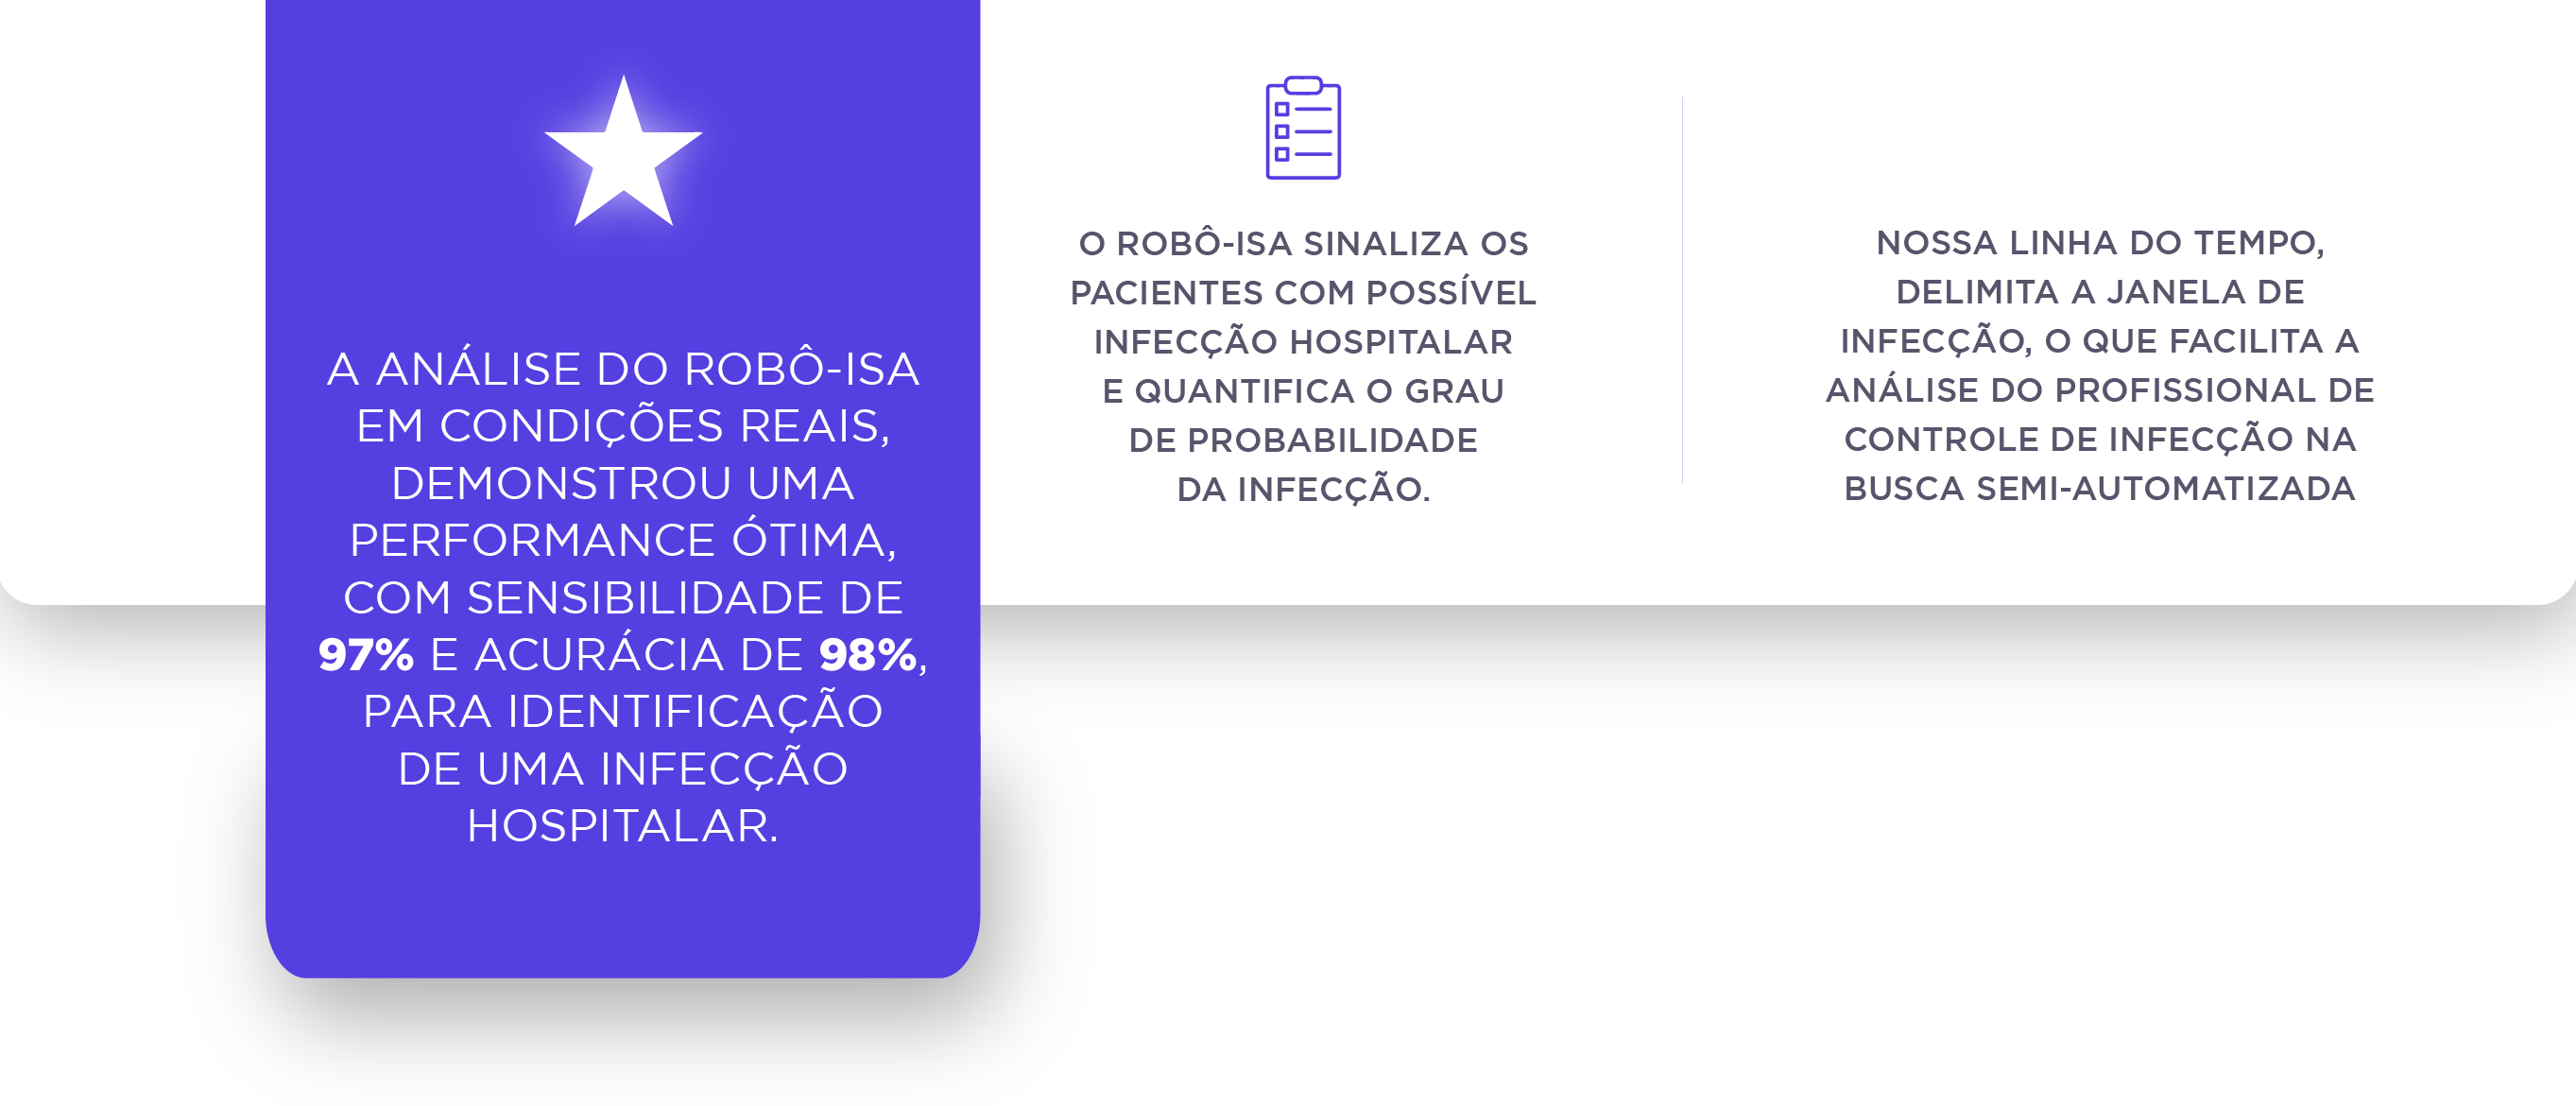 A ANÁLISE DO ROBÔ-ISA
EM CONDIÇÕES REAIS,
DEMONSTROU UMA
PERFORMANCE ÓTIMA,
COM SENSIBILIDADE DE
97% E ACURÁCIA DE 98%,
PARA IDENTIFICAÇÃO
DE UMA INFECÇÃO
HOSPITALAR.
O ROBÔ-ISA SINALIZA OS
PACIENTES COM POSSÍVEL
INFECÇÃO HOSPITALAR
E QUANTIFICA O GRAU
DE PROBABILIDADE
DA INFECÇÃO.
NOSSA LINHA DO TEMPO,
DELIMITA A JANELA DE
INFECÇÃO, O QUE FACILITA A
ANÁLISE DO PROFISSIONAL DE
CONTROLE DE INFECÇÃO NA
BUSCA SEMI-AUTOMATIZADA